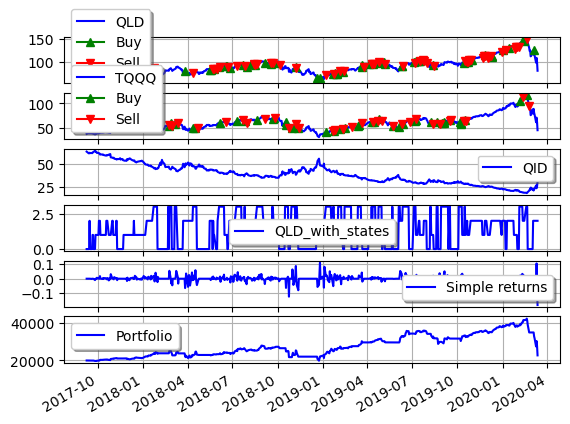 QLD
Buy
Sell
150
100
TQQQ
Buy
Sell
100
50
QID
50
25
QLD_with_states
2.5
0.0
Simple returns
0.1
0.0
−0.1
Portfolio
40000
20000
2017-10
2018-01
2018-04
2018-07
2018-10
2019-01
2019-04
2019-07
2019-10
2020-01
2020-04